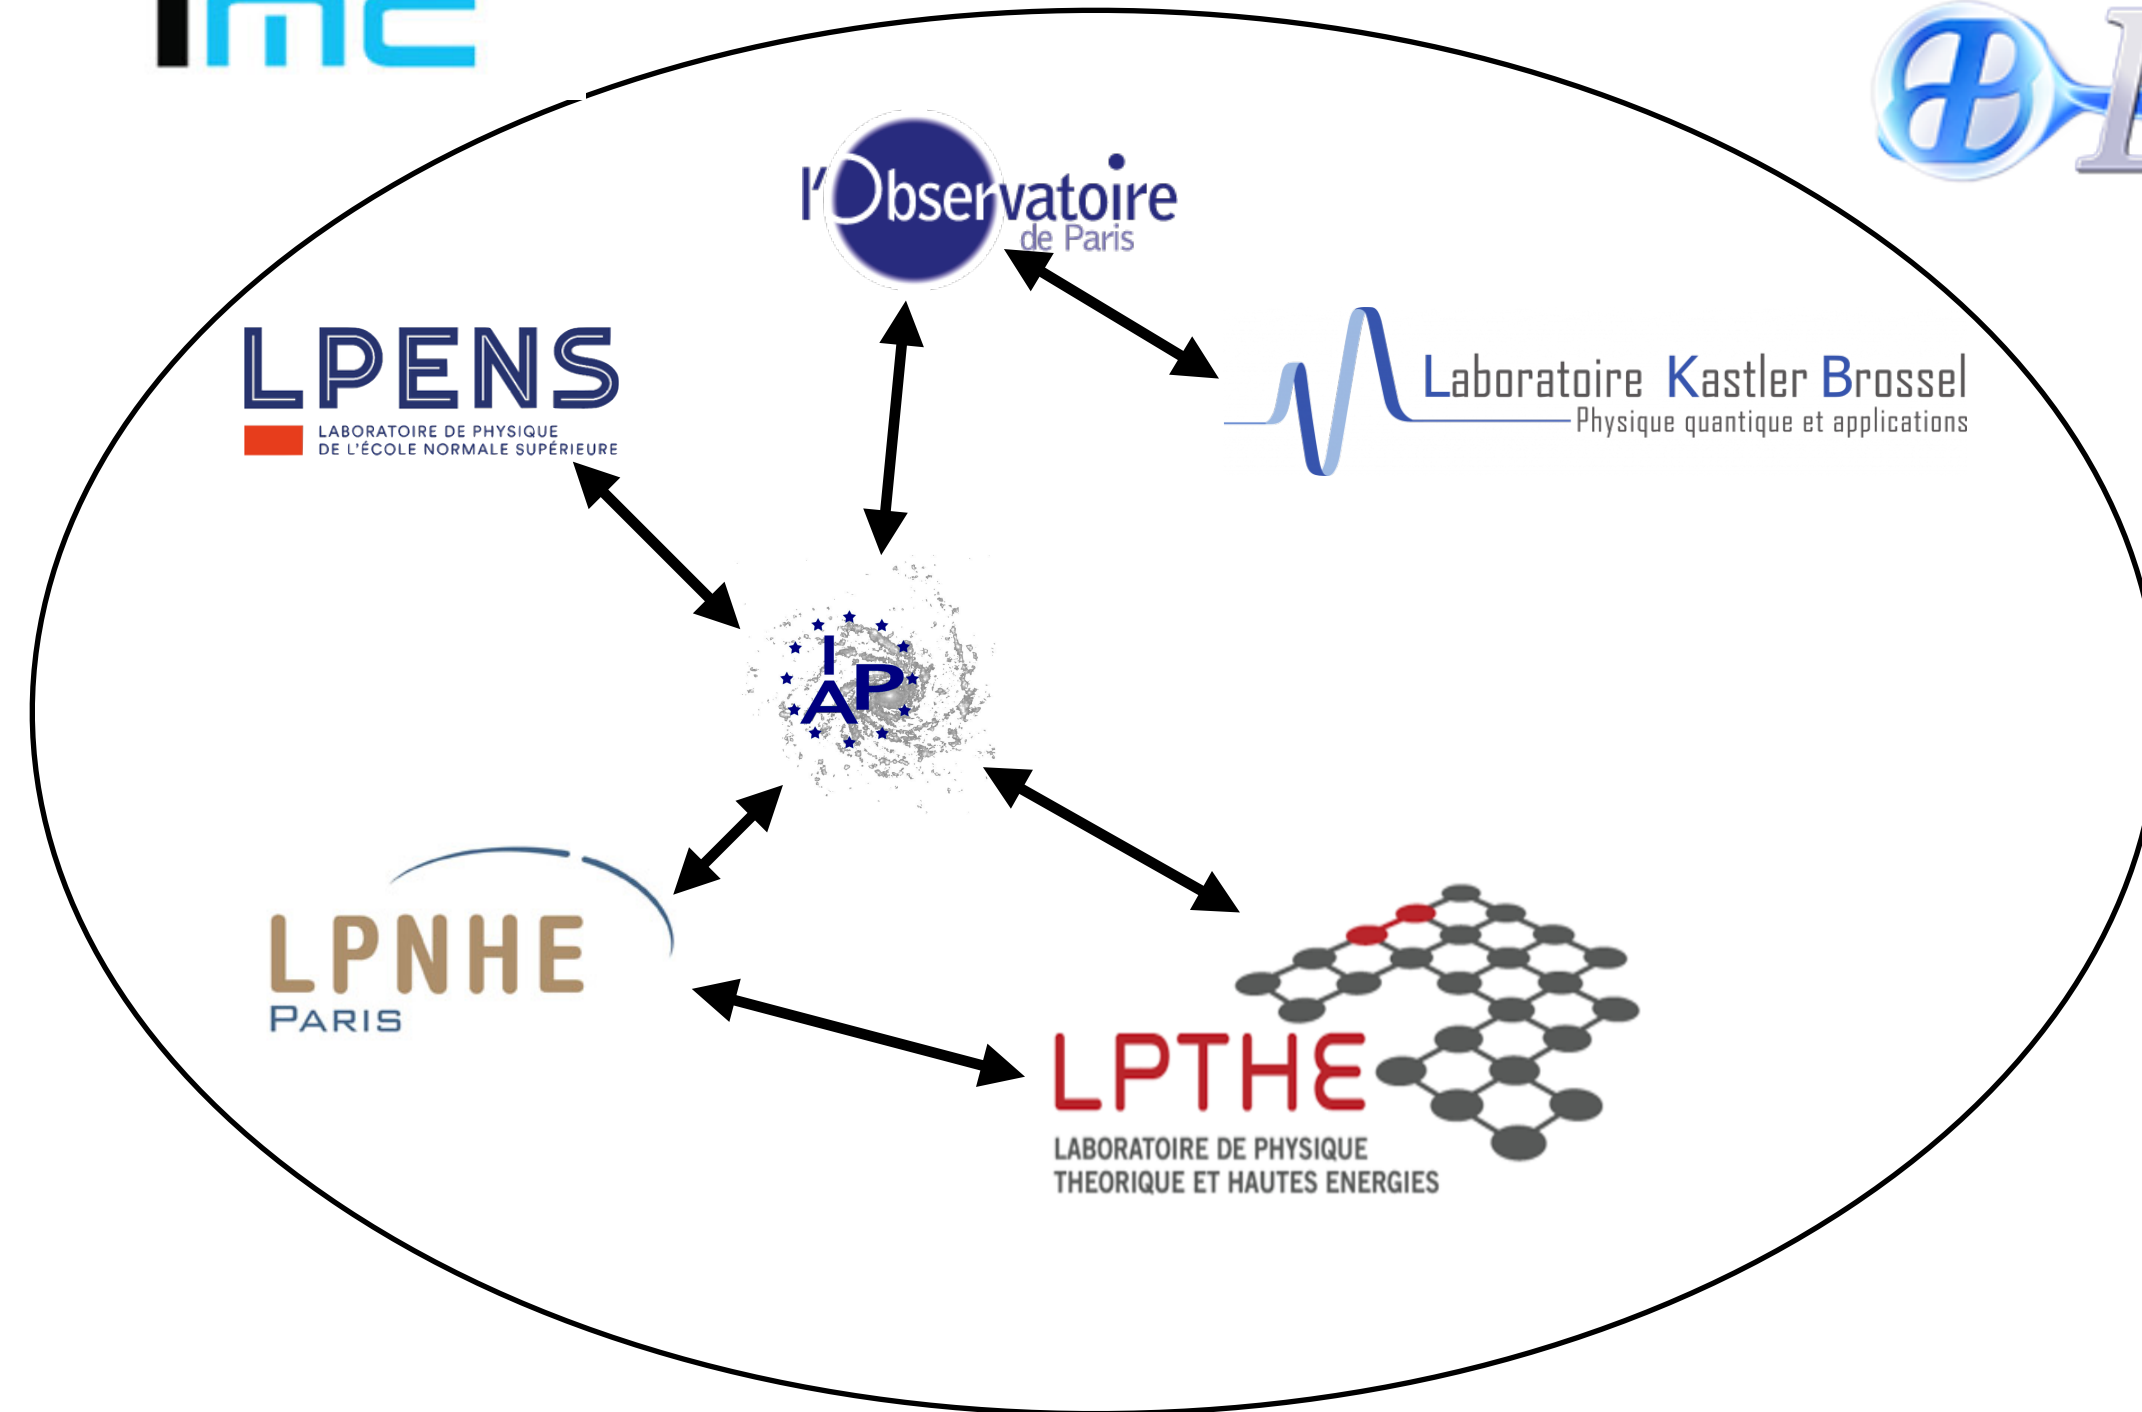 l'Observatoire
de Paris
LPENS
LABORATOIRE DE PHYSIQUE
DE L'ÉCOLE NORMALE SUPÉRIEURE
Laboratoire Kastler Brossel
Physique quantique et applications
I
AP
LPNHE
PARIS
LPTHE
LABORATOIRE DE PHYSIQUE
THEORIQUE ET HAUTES ENERGIES